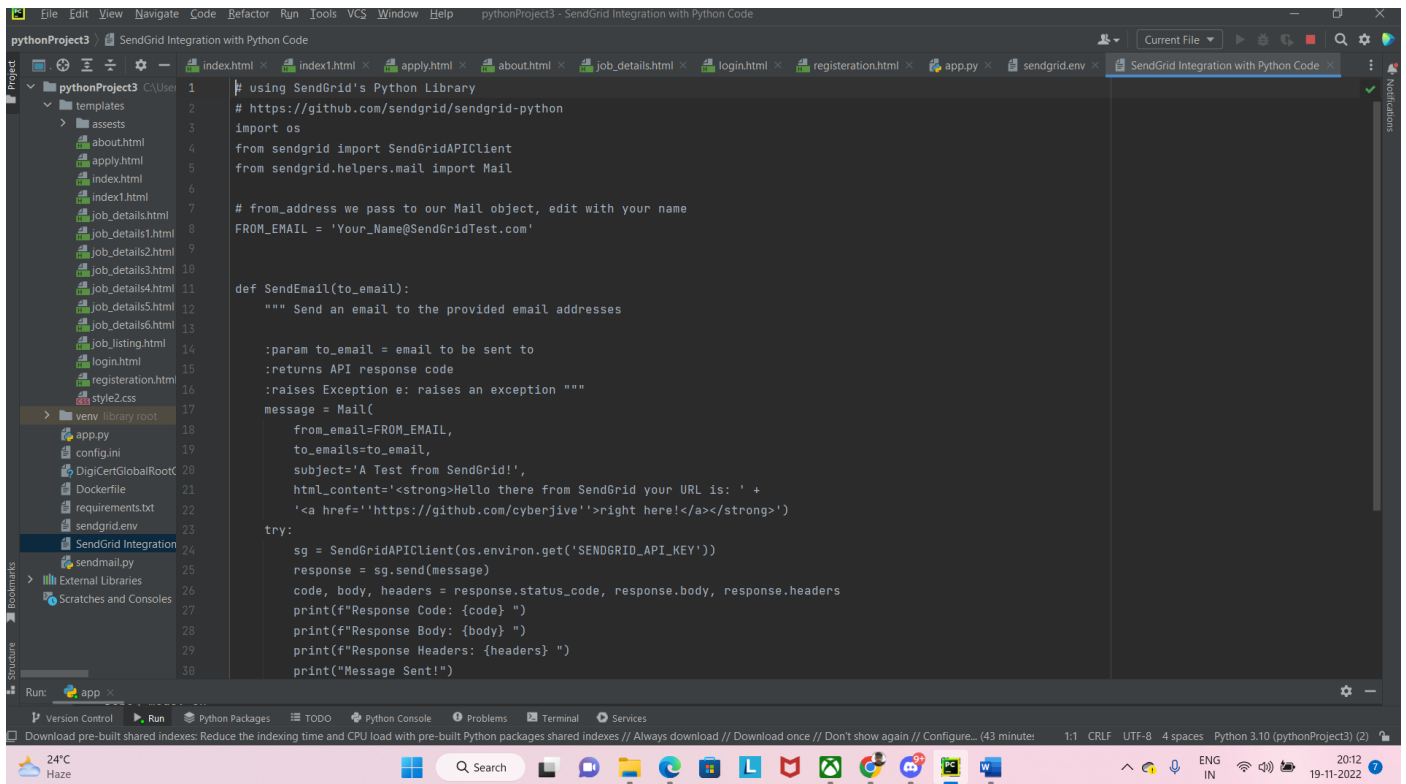 File Edit View Navigate Code Refactor Run Tools VCS Window Help pythonProject3 - SendGrid Integration with Python Code
pythonProject3 SendGrid Integration with Python Code Current File
index.html index1.html apply.html about.html job_details.html login.html registeration.html app.py sendgrid.env SendGrid Integration with Python Code
Project
Notifications
pythonProject3 C:\User
templates
assests
about.html
apply.html
index.html
index1.html
job_details.html
job_details1.html
job_details2.html
job_details3.html
job_details4.html
job_details5.html
job_details6.html
job_listing.html
login.html
registeration.html
style2.css
venv library root
app.py
config.ini
DigiCertGlobalRootC
Dockerfile
requirements.txt
sendgrid.env
SendGrid Integration
sendmail.py
External Libraries
Scratches and Consoles
Bookmarks
Structure
1 # using SendGrid's Python Library
2 # https://github.com/sendgrid/sendgrid-python
3 import os
4 from sendgrid import SendGridAPIClient
5 from sendgrid.helpers.mail import Mail
6
7 # from_address we pass to our Mail object, edit with your name
8 FROM_EMAIL = 'Your_Name@SendGridTest.com'
9
10
11 def SendEmail(to_email):
12 """ Send an email to the provided email addresses
13
14 :param to_email = email to be sent to
15 :returns API response code
16 :raises Exception e: raises an exception """
17 message = Mail(
18 from_email=FROM_EMAIL,
19 to_emails=to_email,
20 subject='A Test from SendGrid!',
21 html_content='<strong>Hello there from SendGrid your URL is: ' +
22 '<a href=''https://github.com/cyberjive''>right here!</a></strong>')
23 try:
24 sg = SendGridAPIClient(os.environ.get('SENDGRID_API_KEY'))
25 response = sg.send(message)
26 code, body, headers = response.status_code, response.body, response.headers
27 print(f"Response Code: {code} ")
28 print(f"Response Body: {body} ")
29 print(f"Response Headers: {headers} ")
30 print("Message Sent!")
Run: app
Version Control Run Python Packages TODO Python Console Problems Terminal Services
Download pre-built shared indexes: Reduce the indexing time and CPU load with pre-built Python packages shared indexes // Always download // Download once // Don't show again // Configure... (43 minutes 1:1 CRLF UTF-8 4 spaces Python 3.10 (pythonProject3) (2)
24°C
Haze
Search
9+
ENG
IN
20:12
19-11-2022
7